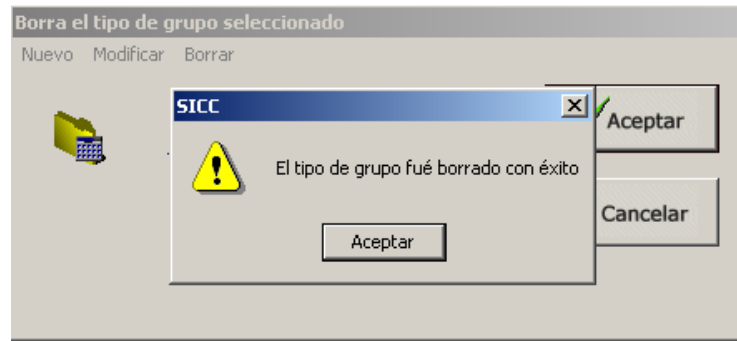 Borra el tipo de grupo seleccionado
Nuevo Modificar Borrar
SICC
Aceptar
El tipo de grupo fué borrado con éxito
Cancelar
Aceptar